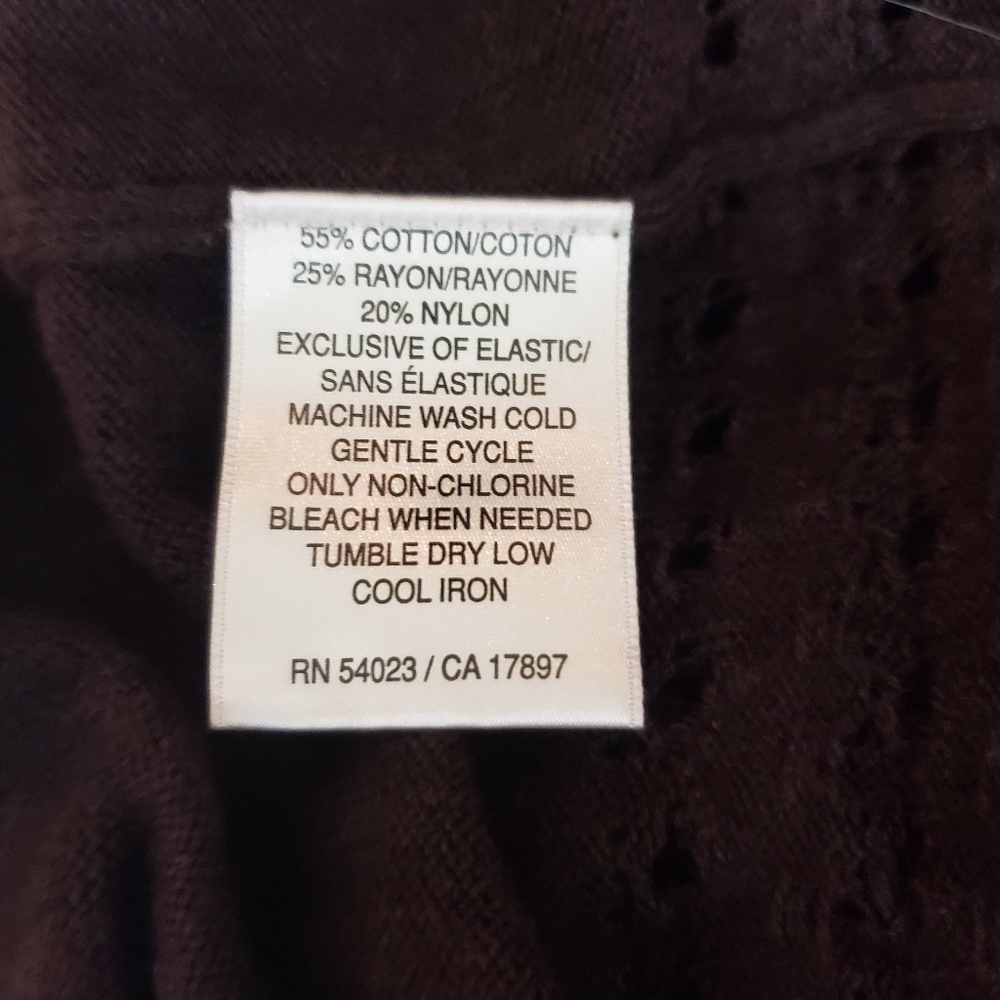 55% COTTON/COTON
25% RAYON/RAYONNE
20% NYLON
EXCLUSIVE OF ELASTIC/
SANS ÉLASTIQUE
MACHINE WASH COLD
GENTLE CYCLE
ONLY NON-CHLORINE
BLEACH WHEN NEEDED
TUMBLE DRY LOW
COOL IRON
RN 54023 / CA 17897